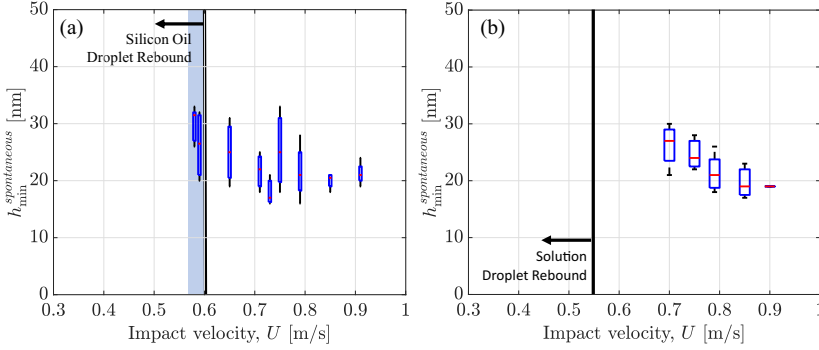 (a)
Silicon Oil
Droplet Rebound
50
40
30
20
10
0
h_min^spontaneous [nm]
0.3 0.4 0.5 0.6 0.7 0.8 0.9 1
Impact velocity, U [m/s]
(b)
50
40
30
20
10
0
h_min^spontaneous [nm]
Solution
Droplet Rebound
0.3 0.4 0.5 0.6 0.7 0.8 0.9 1
Impact velocity, U [m/s]